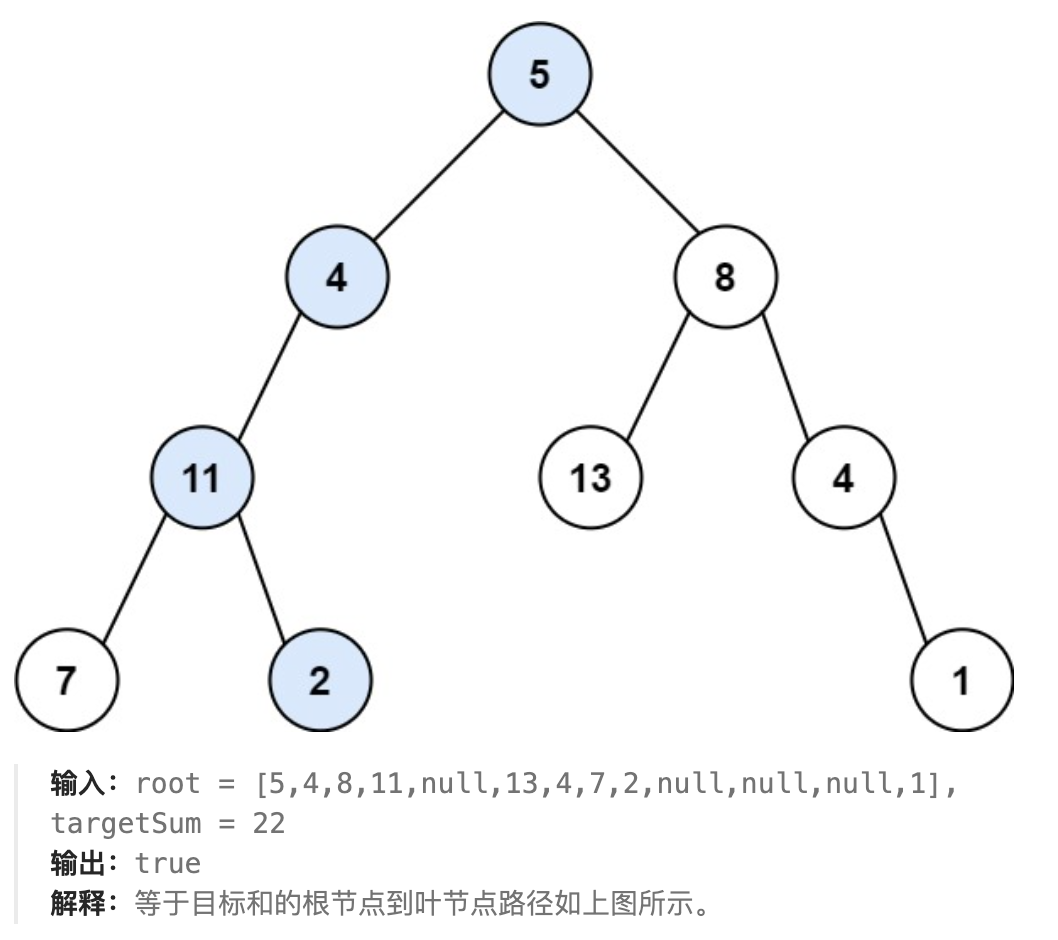 5
4
8
11
13
4
7
2
1
输入：root = [5,4,8,11,null,13,4,7,2,null,null,null,1],
targetSum = 22
输出：true
解释：等于目标和的根节点到叶节点路径如上图所示。